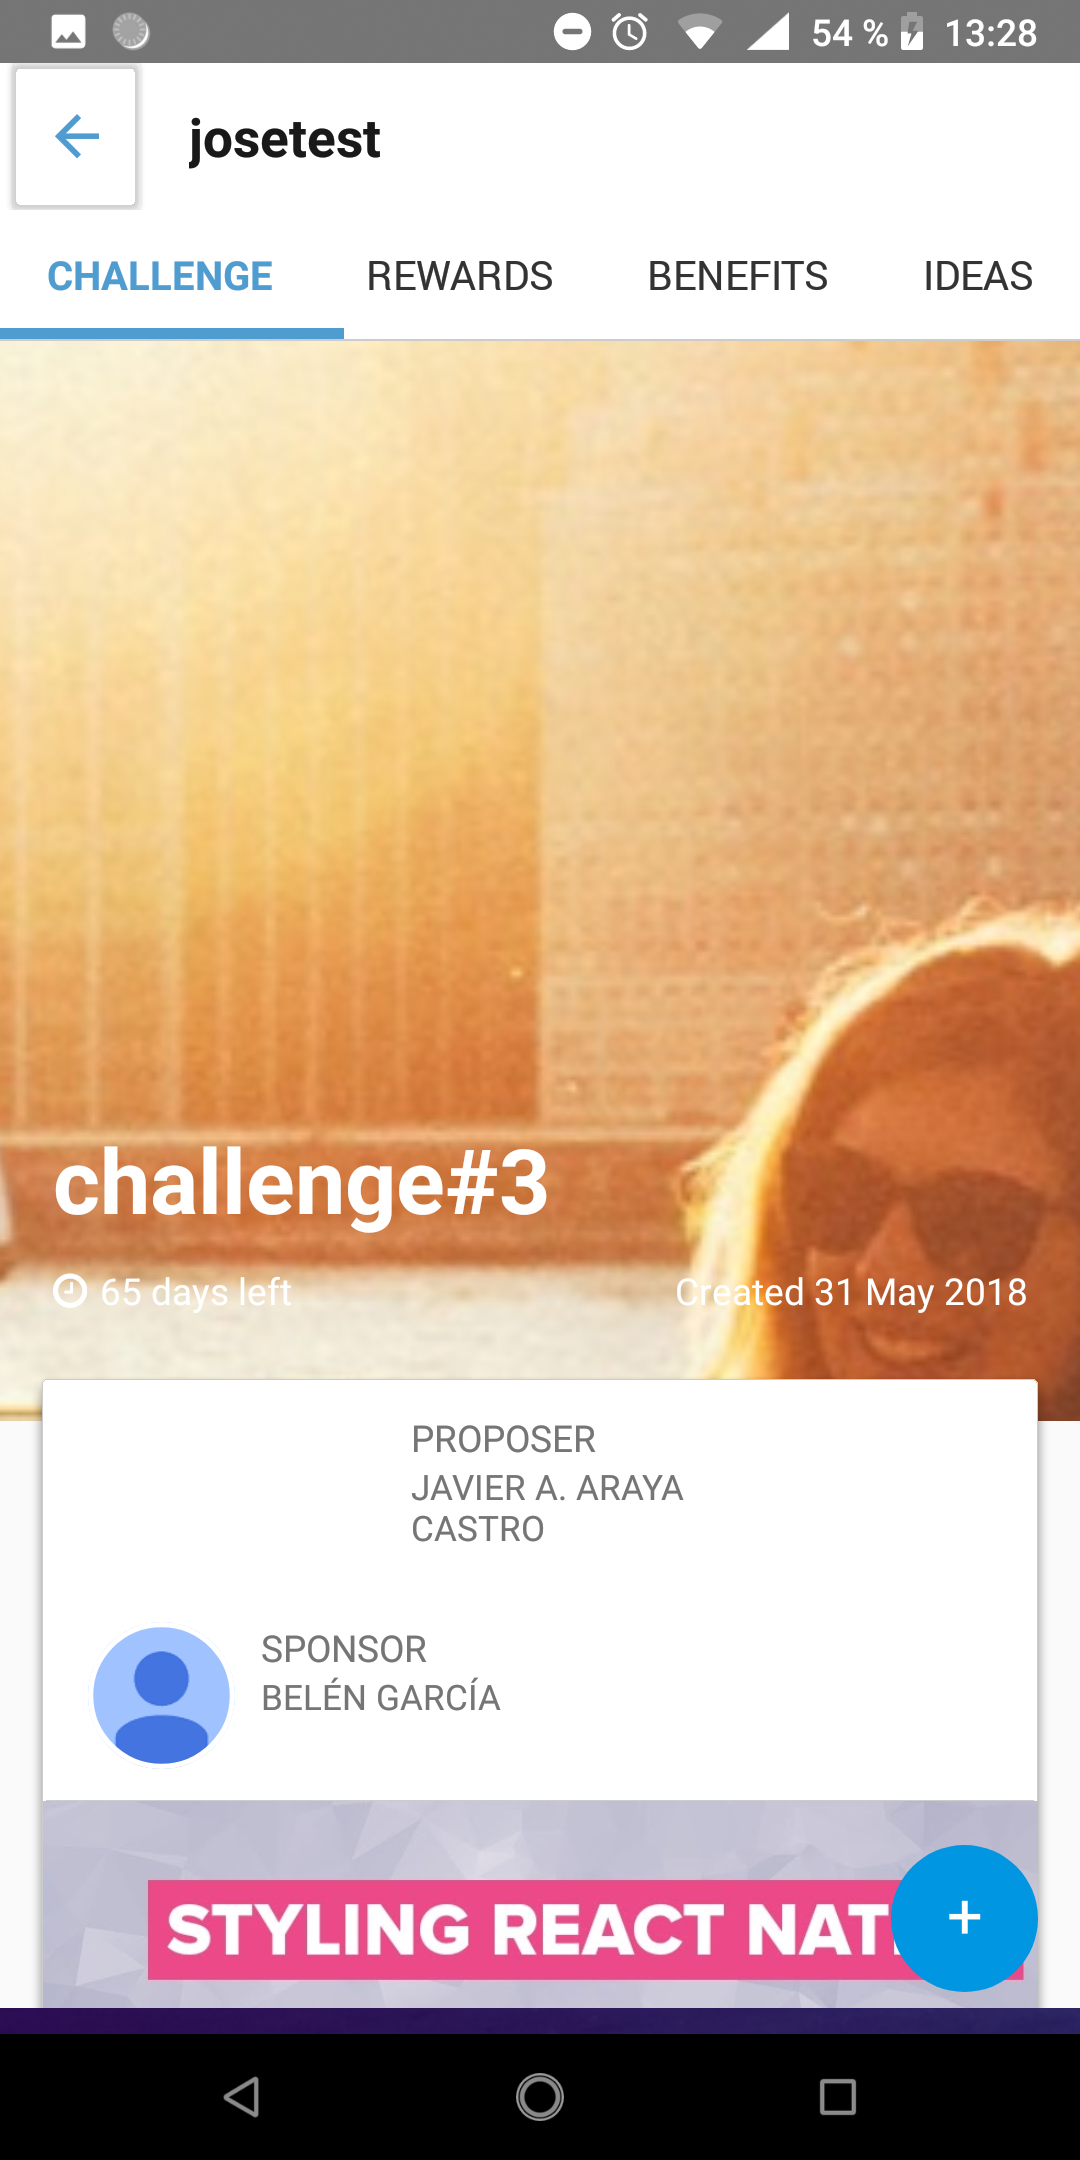 54 % 13:28
josetest
CHALLENGE REWARDS BENEFITS IDEAS
challenge#3
65 days left Created 31 May 2018
PROPOSER
JAVIER A. ARAYA
CASTRO
SPONSOR
BELÉN GARCÍA
STYLING REACT NAT
+